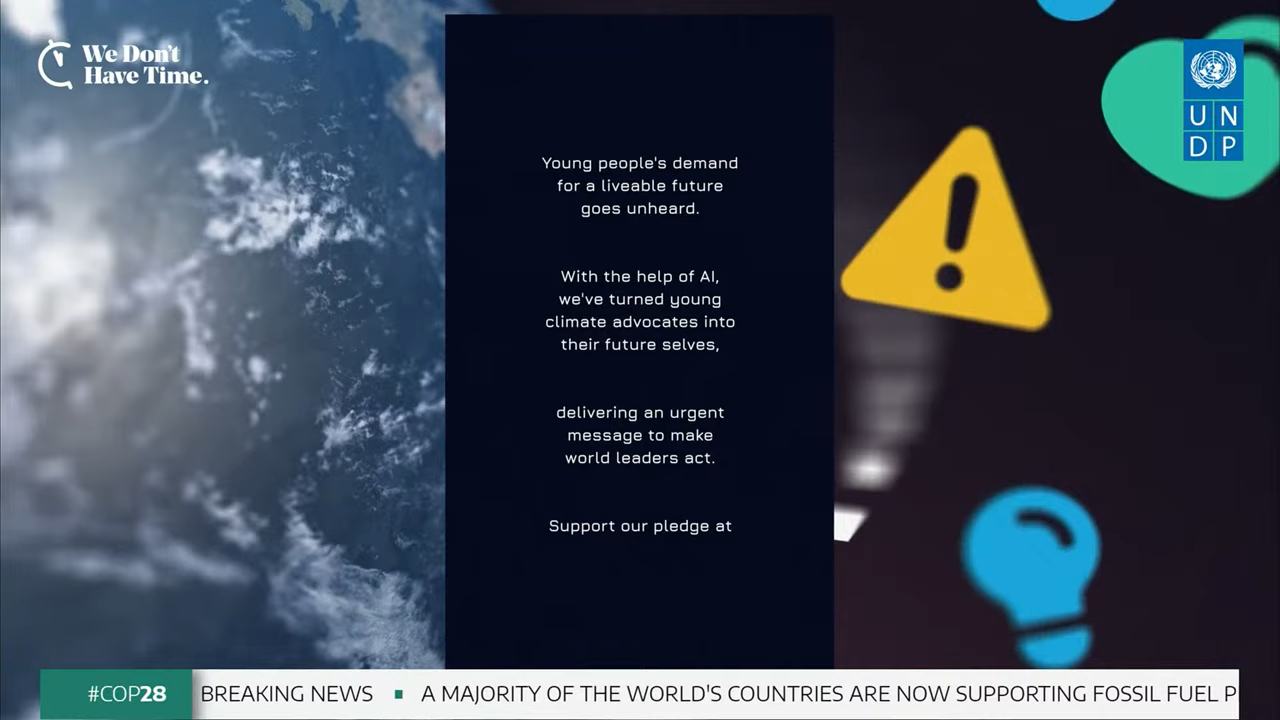 We Don't
Have Time.
UN
DP
Young people's demand
for a liveable future
goes unheard.
With the help of AI,
we've turned young
climate advocates into
their future selves,
delivering an urgent
message to make
world leaders act.
Support our pledge at
#COP28
BREAKING NEWS ▪ A MAJORITY OF THE WORLD'S COUNTRIES ARE NOW SUPPORTING FOSSIL FUEL P